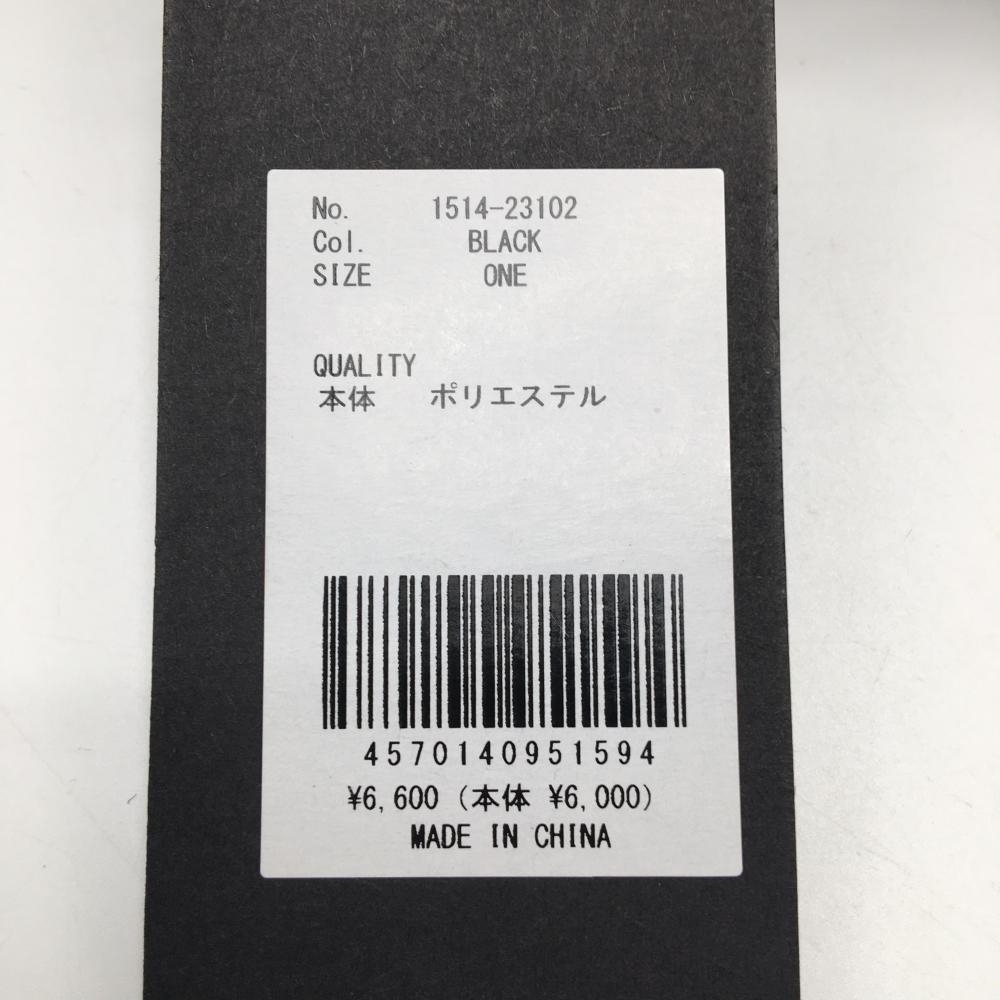 No. 1514-23102
Col. BLACK
SIZE ONE
QUALITY
本体 ポリエステル
4570140951594
¥6,600 (本体 ¥6,000)
MADE IN CHINA